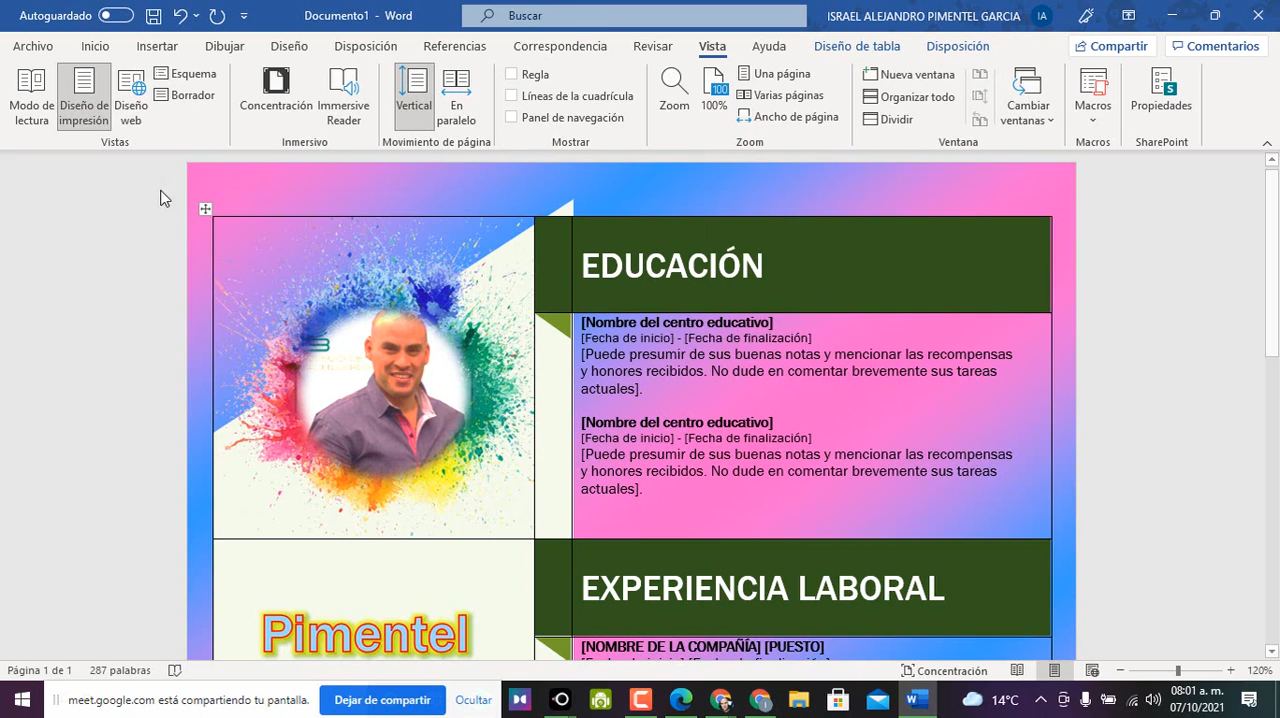 Autoguardado
Documento1 - Word
Buscar
ISRAEL ALEJANDRO PIMENTEL GARCIA
IA
Archivo Inicio Insertar Dibujar Diseño Disposición Referencias Correspondencia Revisar Vista Ayuda Diseño de tabla Disposición
Compartir
Comentarios
Modo de lectura
Diseño de impresión
Diseño web
Esquema
Borrador
Vistas
Concentración
Immersive Reader
Inmersivo
Vertical
En paralelo
Movimiento de página
Regla
Líneas de la cuadrícula
Panel de navegación
Mostrar
Zoom
100
100%
Una página
Varias páginas
Ancho de página
Zoom
Nueva ventana
Organizar todo
Dividir
Cambiar ventanas
Ventana
Macros
Macros
Propiedades
SharePoint
EDUCACIÓN
[Nombre del centro educativo]
[Fecha de inicio] - [Fecha de finalización]
[Puede presumir de sus buenas notas y mencionar las recompensas
y honores recibidos. No dude en comentar brevemente sus tareas
actuales].
[Nombre del centro educativo]
[Fecha de inicio] - [Fecha de finalización]
[Puede presumir de sus buenas notas y mencionar las recompensas
y honores recibidos. No dude en comentar brevemente sus tareas
actuales].
EXPERIENCIA LABORAL
Pimentel
[NOMBRE DE LA COMPAÑÍA] [PUESTO]
Página 1 de 1
287 palabras
Concentración
120%
meet.google.com está compartiendo tu pantalla.
Dejar de compartir
Ocultar
14°C
08:01 a. m.
07/10/2021